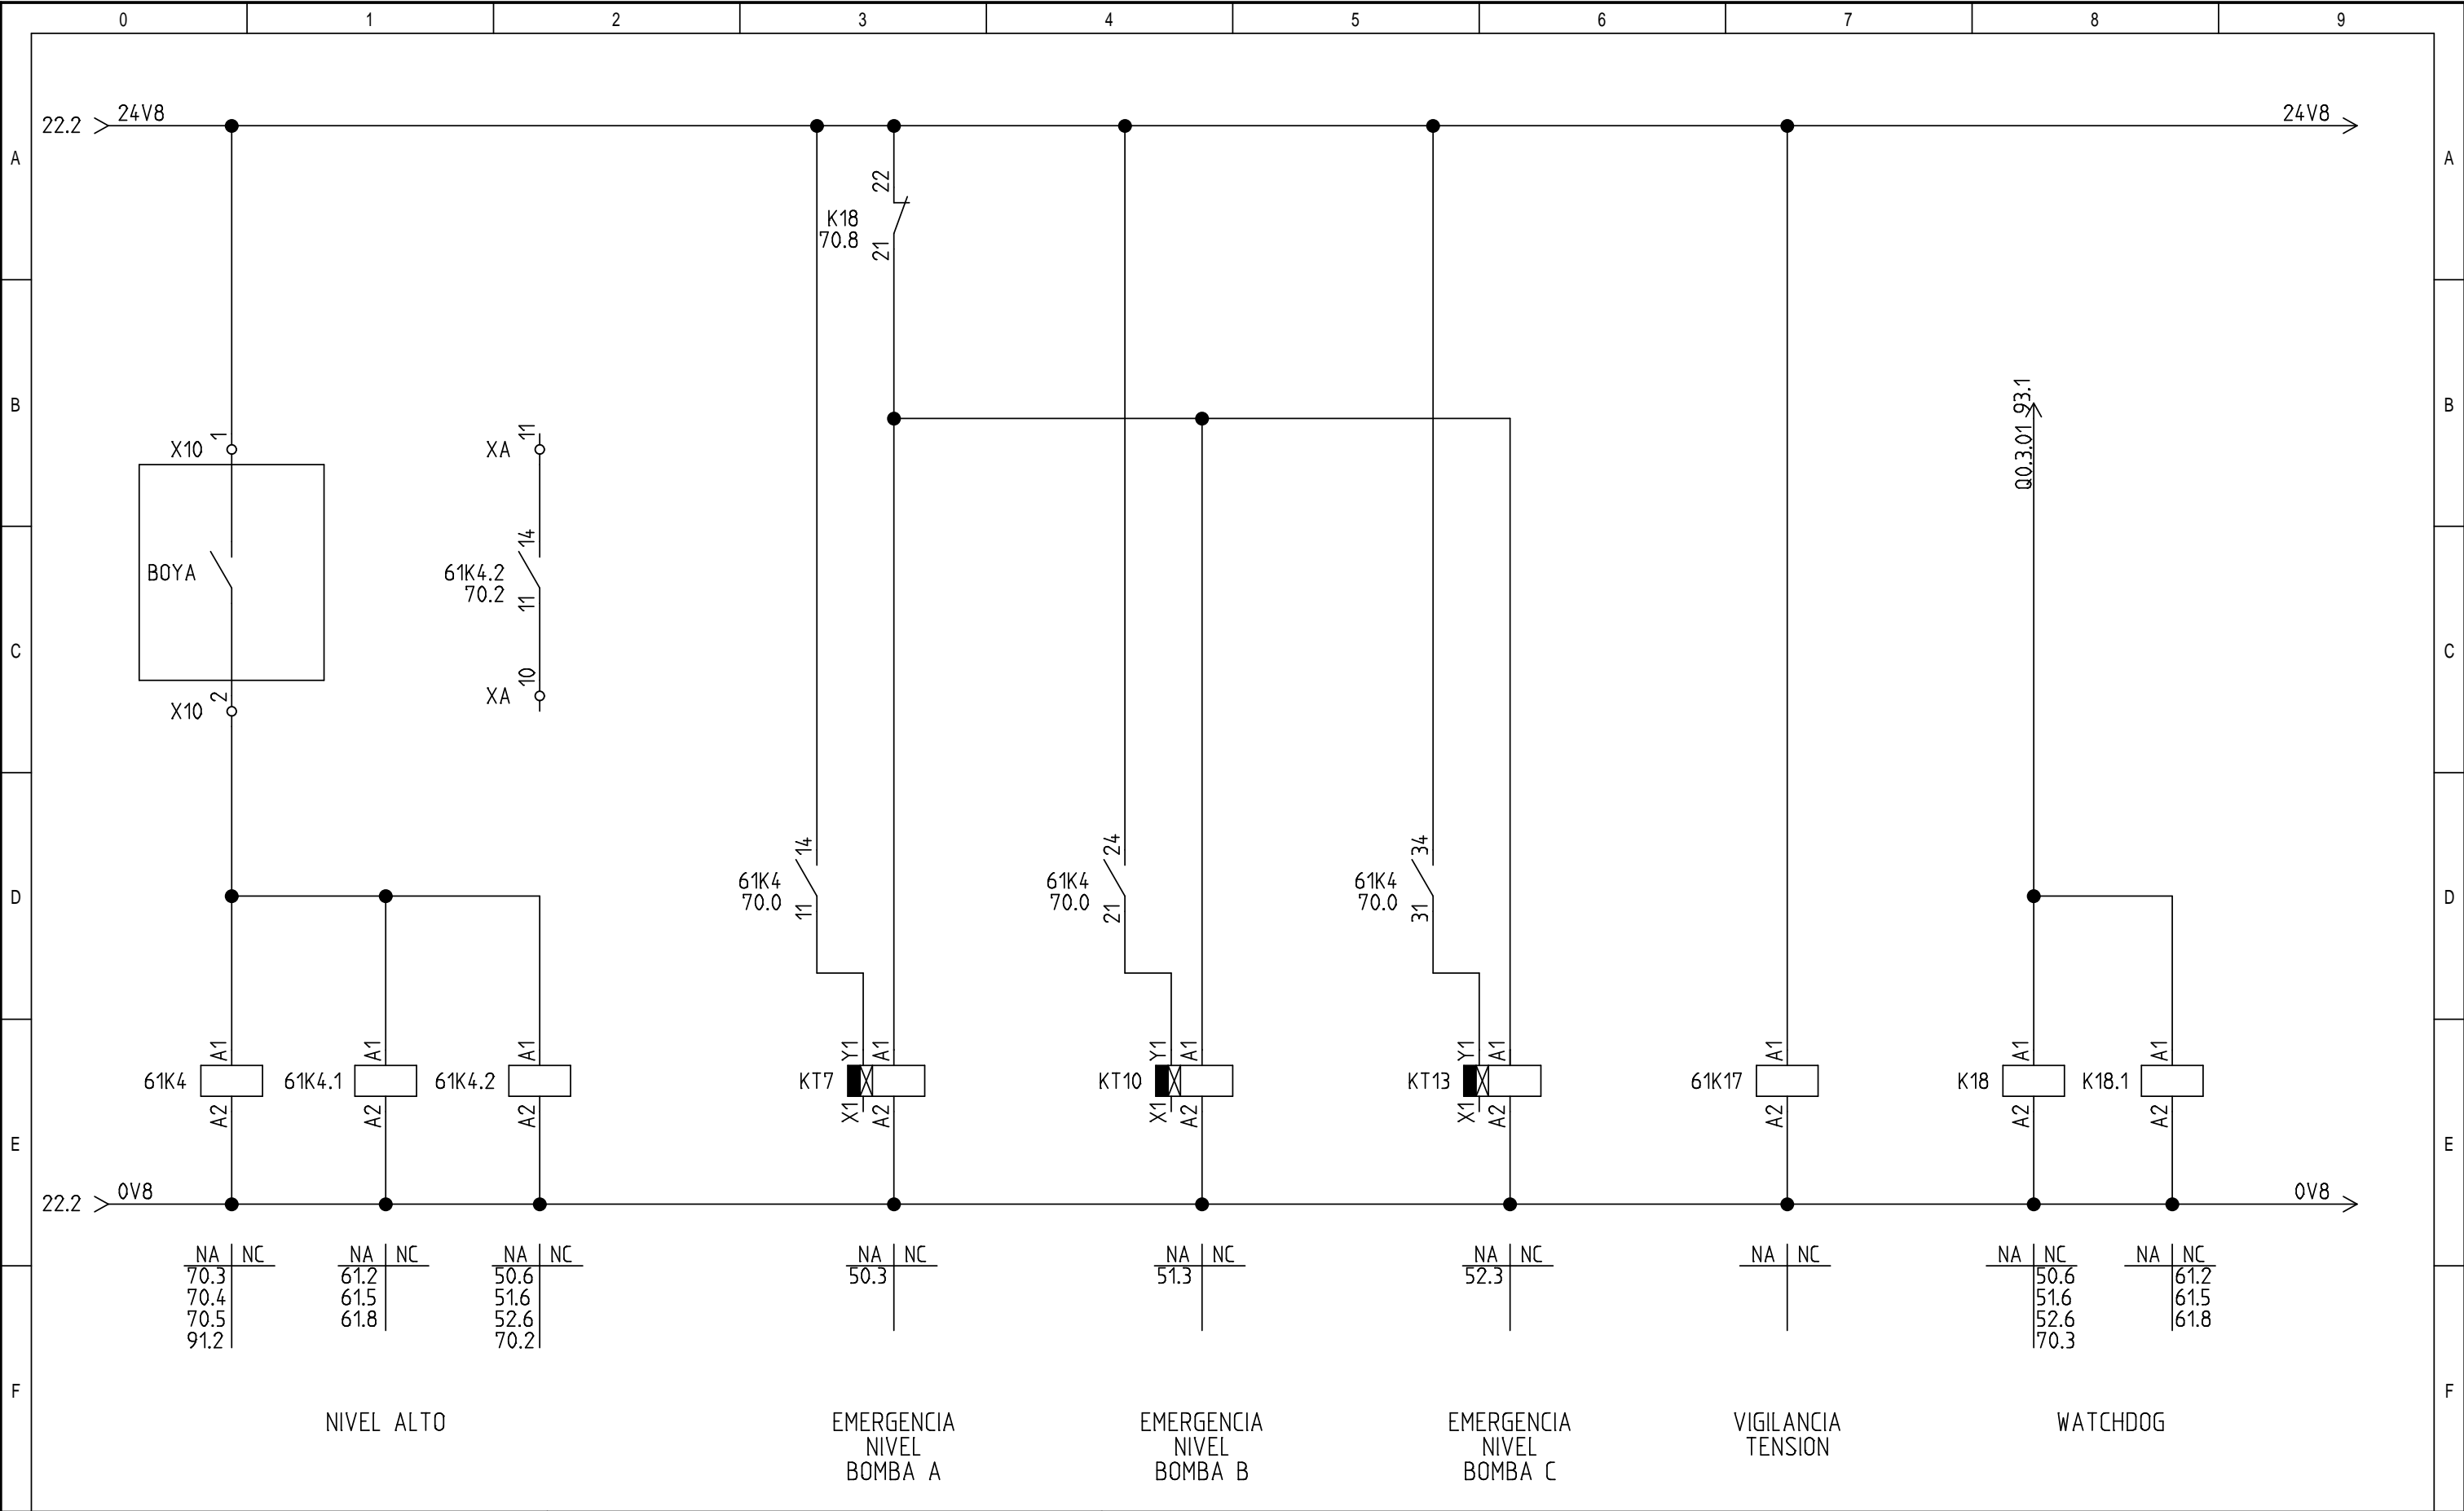 0 1 2 3 4 5 6 7 8 9
22.2 24V8 24V8
A A
22
K18
70.8
21
B B
X10 1
XA 11
Q0.3.01 93.1
BOYA
14
61K4.2
70.2
11
C C
X10 2
XA 10
14 24 34
61K4 61K4 61K4
70.0 70.0 70.0
11 21 31
D D
A1 A1 A1 Y1 A1 Y1 A1 Y1 A1 A1 A1 A1
61K4 61K4.1 61K4.2 KT7 KT10 KT13 61K17 K18 K18.1
A2 A2 A2 X1 A2 X1 A2 X1 A2 A2 A2 A2
E E
22.2 0V8 0V8
NA NC NA NC NA NC NA NC NA NC NA NC NA NC NA NC NA NC
70.3 61.2 50.6 50.3 51.3 52.3 50.6 61.2
70.4 61.5 51.6 51.6 61.5
70.5 61.8 52.6 52.6 61.8
91.2 70.2 70.3
F F
NIVEL ALTO
EMERGENCIA
NIVEL
BOMBA A
EMERGENCIA
NIVEL
BOMBA B
EMERGENCIA
NIVEL
BOMBA C
VIGILANCIA
TENSION
WATCHDOG